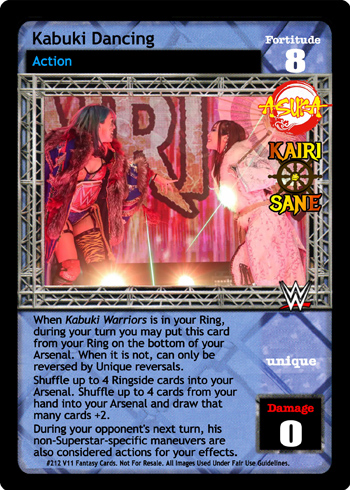 Kabuki Dancing
Fortitude
8
Action
ASUKA
KAIRI
SANE
W
When Kabuki Warriors is in your Ring,
during your turn you may put this card
from your Ring on the bottom of your
Arsenal. When it is not, can only be
reversed by Unique reversals.
Shuffle up to 4 Ringside cards into your
Arsenal. Shuffle up to 4 cards from your
hand into your Arsenal and draw that
many cards +2.
During your opponent's next turn, his
non-Superstar-specific maneuvers are
also considered actions for your effects.
unique
Damage
0
#212 V11 Fantasy Cards. Not For Resale. All Images Used Under Fair Use Guidelines.